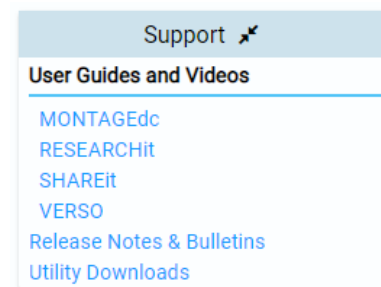 Support
User Guides and Videos
MONTAGEdc
RESEARCHit
SHAREit
VERSO
Release Notes & Bulletins
Utility Downloads